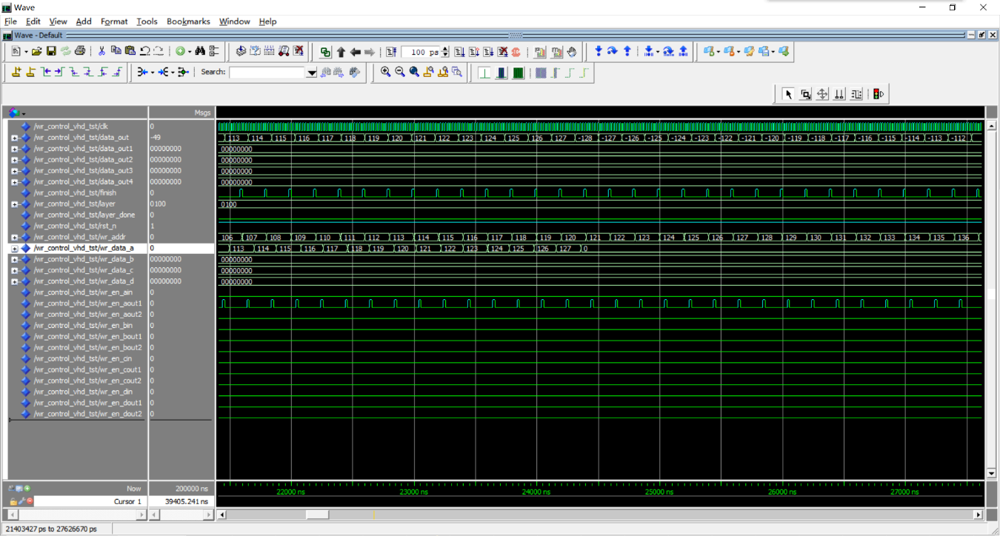 Wave
File Edit View Add Format Tools Bookmarks Window Help
Wave - Default
100 ps
Search:
Msgs
/wr_control_vhd_tst/clk 0
/wr_control_vhd_tst/data_out -49 113 114 115 116 117 118 119 120 121 122 123 124 125 126 127 -128 -127 -126 -125 -124 -123 -122 -121 -120 -119 -118 -117 -116 -115 -114 -113 -112
/wr_control_vhd_tst/data_out1 00000000 00000000
/wr_control_vhd_tst/data_out2 00000000 00000000
/wr_control_vhd_tst/data_out3 00000000 00000000
/wr_control_vhd_tst/data_out4 00000000 00000000
/wr_control_vhd_tst/finish 0
/wr_control_vhd_tst/layer 0100 0100
/wr_control_vhd_tst/layer_done 0
/wr_control_vhd_tst/rst_n 1
/wr_control_vhd_tst/wr_addr 0 106 107 108 109 110 111 112 113 114 115 116 117 118 119 120 121 122 123 124 125 126 127 128 129 130 131 132 133 134 135 136
/wr_control_vhd_tst/wr_data_a 0 113 114 115 116 117 118 119 120 121 122 123 124 125 126 127 0
/wr_control_vhd_tst/wr_data_b 00000000 00000000
/wr_control_vhd_tst/wr_data_c 00000000 00000000
/wr_control_vhd_tst/wr_data_d 00000000 00000000
/wr_control_vhd_tst/wr_en_ain 0
/wr_control_vhd_tst/wr_en_aout1 0
/wr_control_vhd_tst/wr_en_aout2 0
/wr_control_vhd_tst/wr_en_bin 0
/wr_control_vhd_tst/wr_en_bout1 0
/wr_control_vhd_tst/wr_en_bout2 0
/wr_control_vhd_tst/wr_en_cin 0
/wr_control_vhd_tst/wr_en_cout1 0
/wr_control_vhd_tst/wr_en_cout2 0
/wr_control_vhd_tst/wr_en_din 0
/wr_control_vhd_tst/wr_en_dout1 0
/wr_control_vhd_tst/wr_en_dout2 0
Now 200000 ns 22000 ns 23000 ns 24000 ns 25000 ns 26000 ns 27000 ns
Cursor 1 39405.241 ns
21403427 ps to 27626670 ps